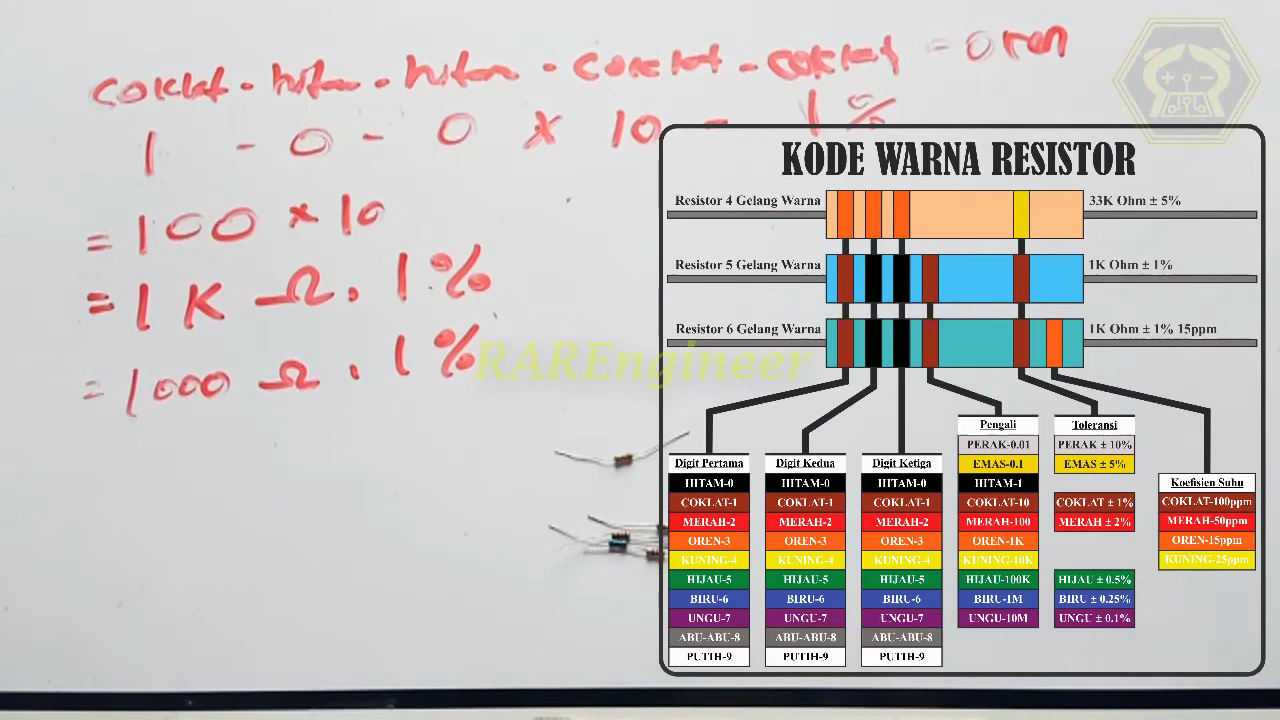 coklat - hitam - hitam - coklat - coklat = oren
1 - 0 - 0 x 10 - 1 %
= 100 x 10
= 1 K Ω . 1 %
= 1000 Ω . 1 %
RAREngineer
KODE WARNA RESISTOR
Resistor 4 Gelang Warna
33K Ohm ± 5%
Resistor 5 Gelang Warna
1K Ohm ± 1%
Resistor 6 Gelang Warna
1K Ohm ± 1% 15ppm
Digit Pertama
HITAM-0
COKLAT-1
MERAH-2
OREN-3
KUNING-4
HIJAU-5
BIRU-6
UNGU-7
ABU-ABU-8
PUTIH-9
Digit Kedua
HITAM-0
COKLAT-1
MERAH-2
OREN-3
KUNING-4
HIJAU-5
BIRU-6
UNGU-7
ABU-ABU-8
PUTIH-9
Digit Ketiga
HITAM-0
COKLAT-1
MERAH-2
OREN-3
KUNING-4
HIJAU-5
BIRU-6
UNGU-7
ABU-ABU-8
PUTIH-9
Pengali
PERAK-0.01
EMAS-0.1
HITAM-1
COKLAT-10
MERAH-100
OREN-1K
KUNING-10K
HIJAU-100K
BIRU-1M
UNGU-10M
Toleransi
PERAK ± 10%
EMAS ± 5%
COKLAT ± 1%
MERAH ± 2%
HIJAU ± 0.5%
BIRU ± 0.25%
UNGU ± 0.1%
Koefisien Suhu
COKLAT-100ppm
MERAH-50ppm
OREN-15ppm
KUNING-25ppm